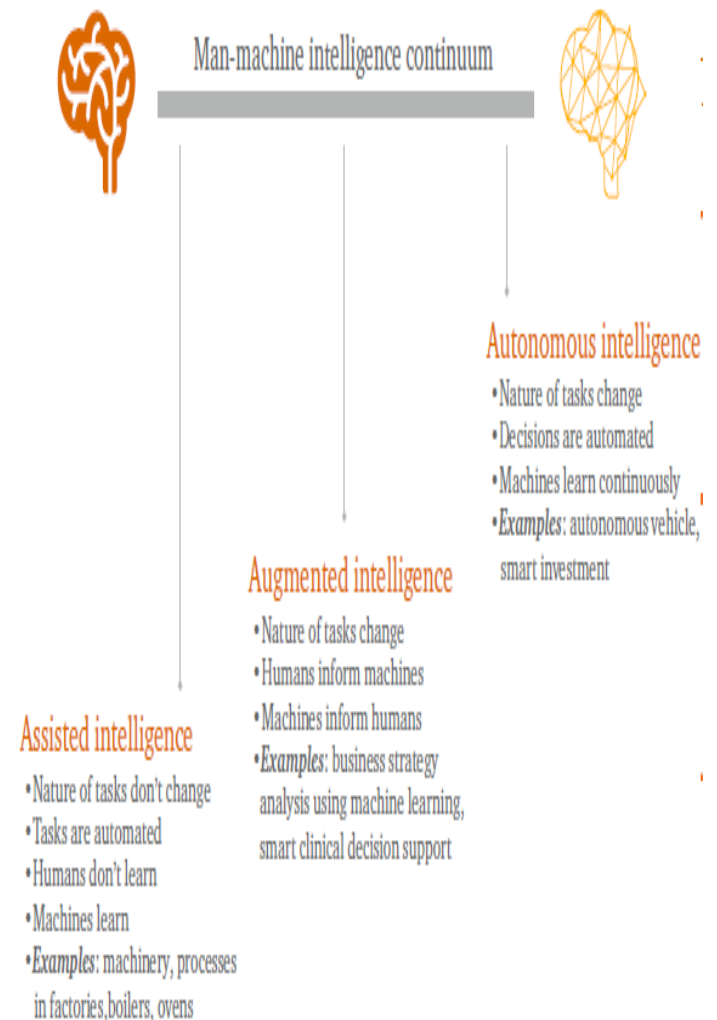 Man-machine intelligence continuum
Autonomous intelligence
•Nature of tasks change
•Decisions are automated
•Machines learn continuously
•Examples: autonomous vehicle,
smart investment
Augmented intelligence
•Nature of tasks change
•Humans inform machines
•Machines inform humans
•Examples: business strategy
analysis using machine learning,
smart clinical decision support
Assisted intelligence
•Nature of tasks don't change
•Tasks are automated
•Humans don't learn
•Machines learn
•Examples: machinery, processes
in factories,boilers, ovens